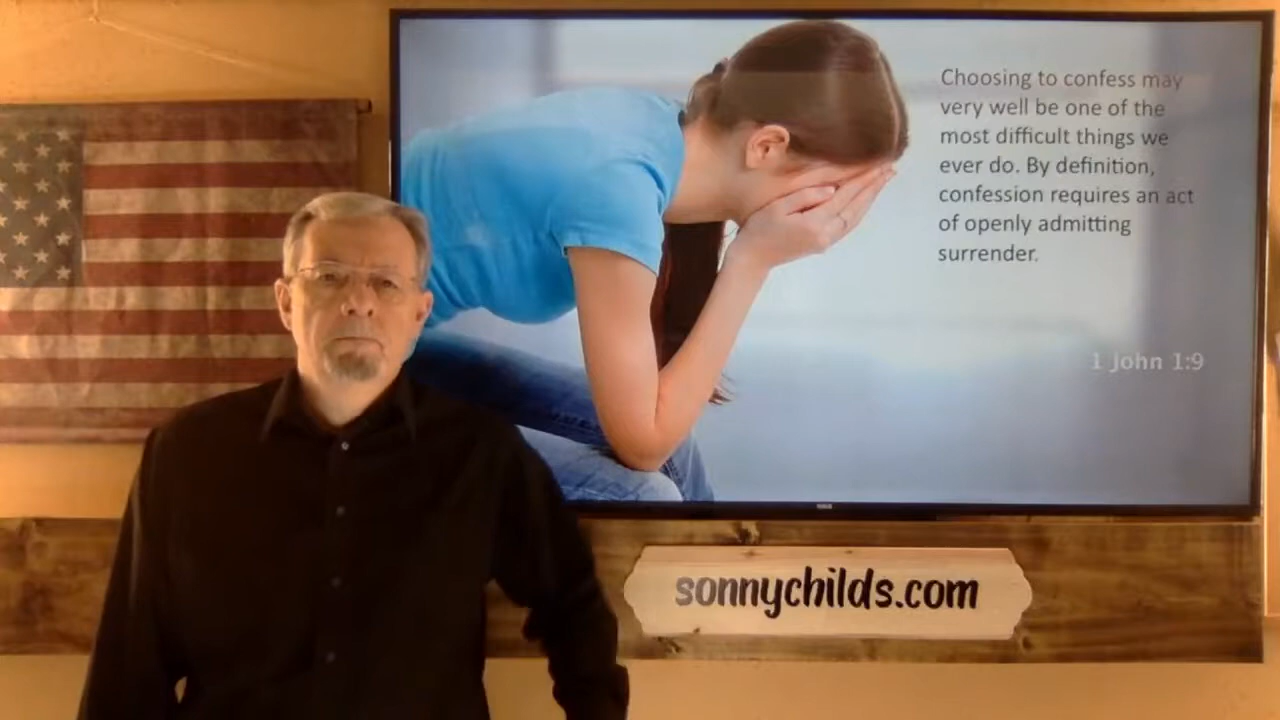 Choosing to confess may
very well be one of the
most difficult things we
ever do. By definition,
confession requires an act
of openly admitting
surrender.
1 John 1:9
sonnychilds.com